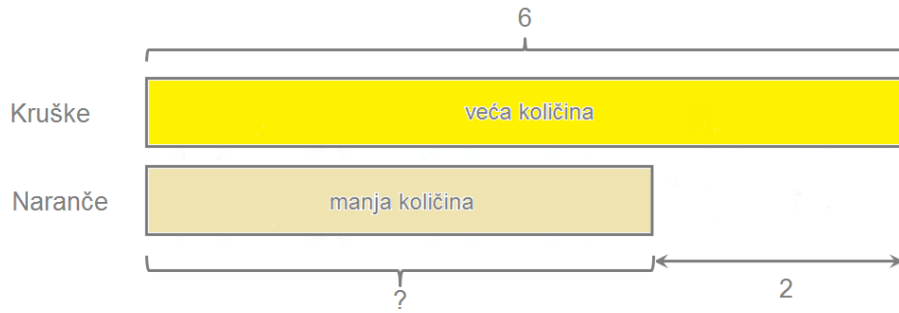 6
Kruške
veća količina
Naranče
manja količina
?
2